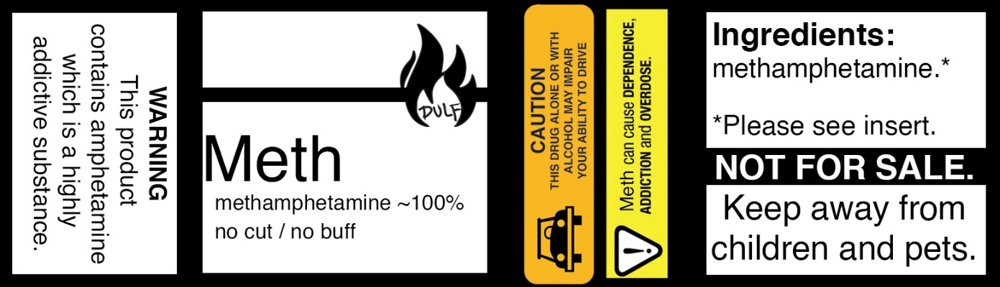 WARNING
This product
contains amphetamine
which is a highly
addictive substance.
DULF
Meth
methamphetamine ~100%
no cut / no buff
CAUTION
THIS DRUG ALONE OR WITH
ALCOHOL MAY IMPAIR
YOUR ABILITY TO DRIVE
Meth can cause DEPENDENCE,
ADDICTION and OVERDOSE.
!
Ingredients:
methamphetamine.*
*Please see insert.
NOT FOR SALE.
Keep away from
children and pets.